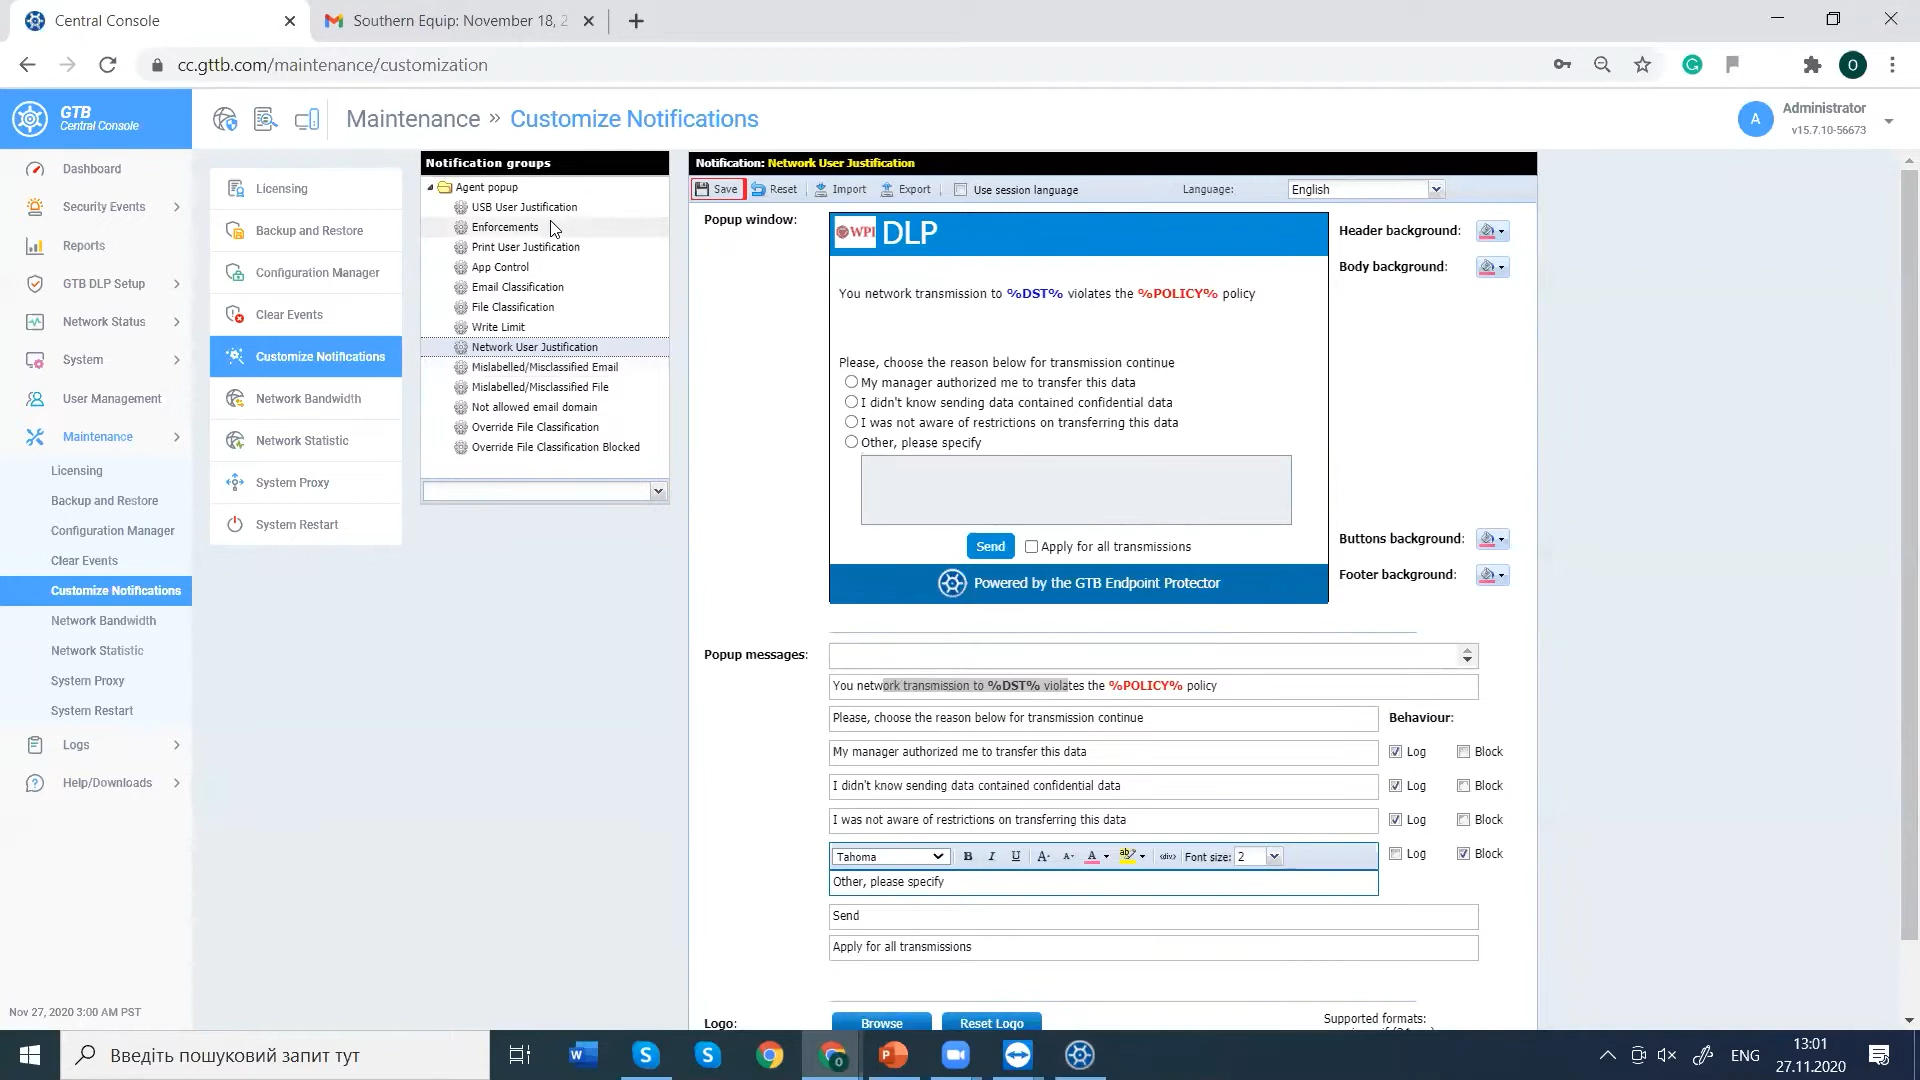 Central Console
Southern Equip: November 18, 2
cc.gttb.com/maintenance/customization
O
GTB
Central Console
Maintenance » Customize Notifications
A
Administrator
v15.7.10-56673
Dashboard
Security Events
Reports
GTB DLP Setup
Network Status
System
User Management
Maintenance
Licensing
Backup and Restore
Configuration Manager
Clear Events
Customize Notifications
Network Bandwidth
Network Statistic
System Proxy
System Restart
Logs
Help/Downloads
Nov 27, 2020 3:00 AM PST
Licensing
Backup and Restore
Configuration Manager
Clear Events
Customize Notifications
Network Bandwidth
Network Statistic
System Proxy
System Restart
Notification groups
Agent popup
USB User Justification
Enforcements
Print User Justification
App Control
Email Classification
File Classification
Write Limit
Network User Justification
Mislabelled/Misclassified Email
Mislabelled/Misclassified File
Not allowed email domain
Override File Classification
Override File Classification Blocked
Notification: Network User Justification
Save Reset Import Export Use session language Language: English
Popup window:
WPI DLP
You network transmission to %DST% violates the %POLICY% policy
Please, choose the reason below for transmission continue
My manager authorized me to transfer this data
I didn't know sending data contained confidential data
I was not aware of restrictions on transferring this data
Other, please specify
Send Apply for all transmissions
Powered by the GTB Endpoint Protector
Header background:
Body background:
Buttons background:
Footer background:
Popup messages:
You network transmission to %DST% violates the %POLICY% policy
Please, choose the reason below for transmission continue Behaviour:
My manager authorized me to transfer this data Log Block
I didn't know sending data contained confidential data Log Block
I was not aware of restrictions on transferring this data Log Block
Tahoma B I U A A A ab <div> Font size: 2 Log Block
Other, please specify
Send
Apply for all transmissions
Logo: Browse Reset Logo Supported formats:
Введіть пошуковий запит тут
ENG
13:01
27.11.2020